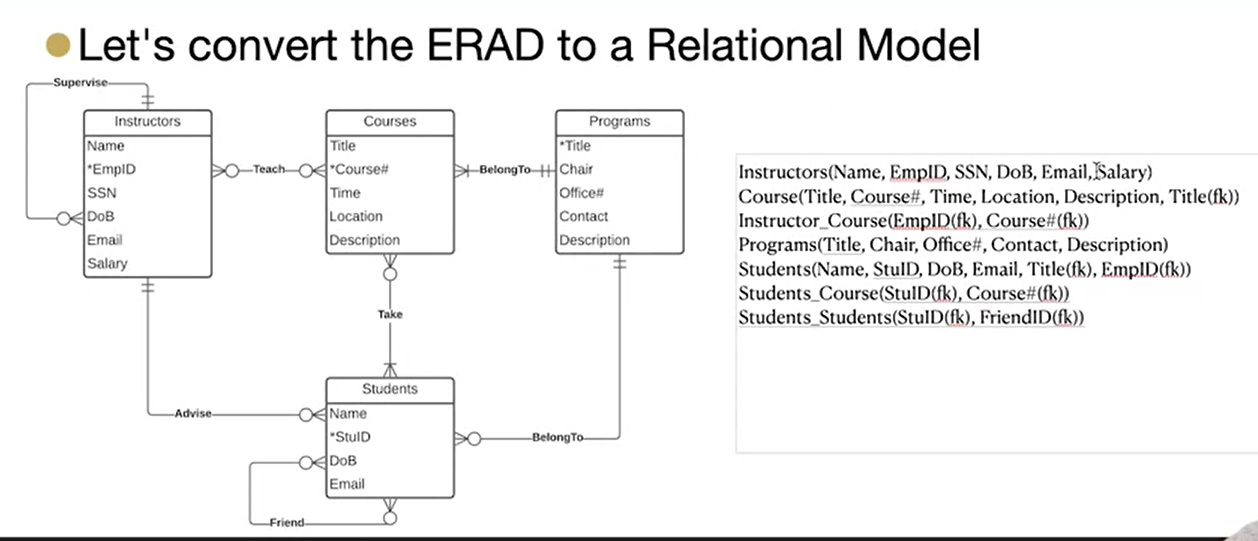 Let's convert the ERAD to a Relational Model
Supervise
Instructors
Name
*EmpID
SSN
DoB
Email
Salary
Teach
Courses
Title
*Course#
Time
Location
Description
BelongTo
Programs
*Title
Chair
Office#
Contact
Description
Take
Advise
Students
Name
*StuID
DoB
Email
BelongTo
Friend
Instructors(Name, EmpID, SSN, DoB, Email, Salary)
Course(Title, Course#, Time, Location, Description, Title(fk))
Instructor_Course(EmpID(fk), Course#(fk))
Programs(Title, Chair, Office#, Contact, Description)
Students(Name, StuID, DoB, Email, Title(fk), EmpID(fk))
Students_Course(StuID(fk), Course#(fk))
Students_Students(StuID(fk), FriendID(fk))